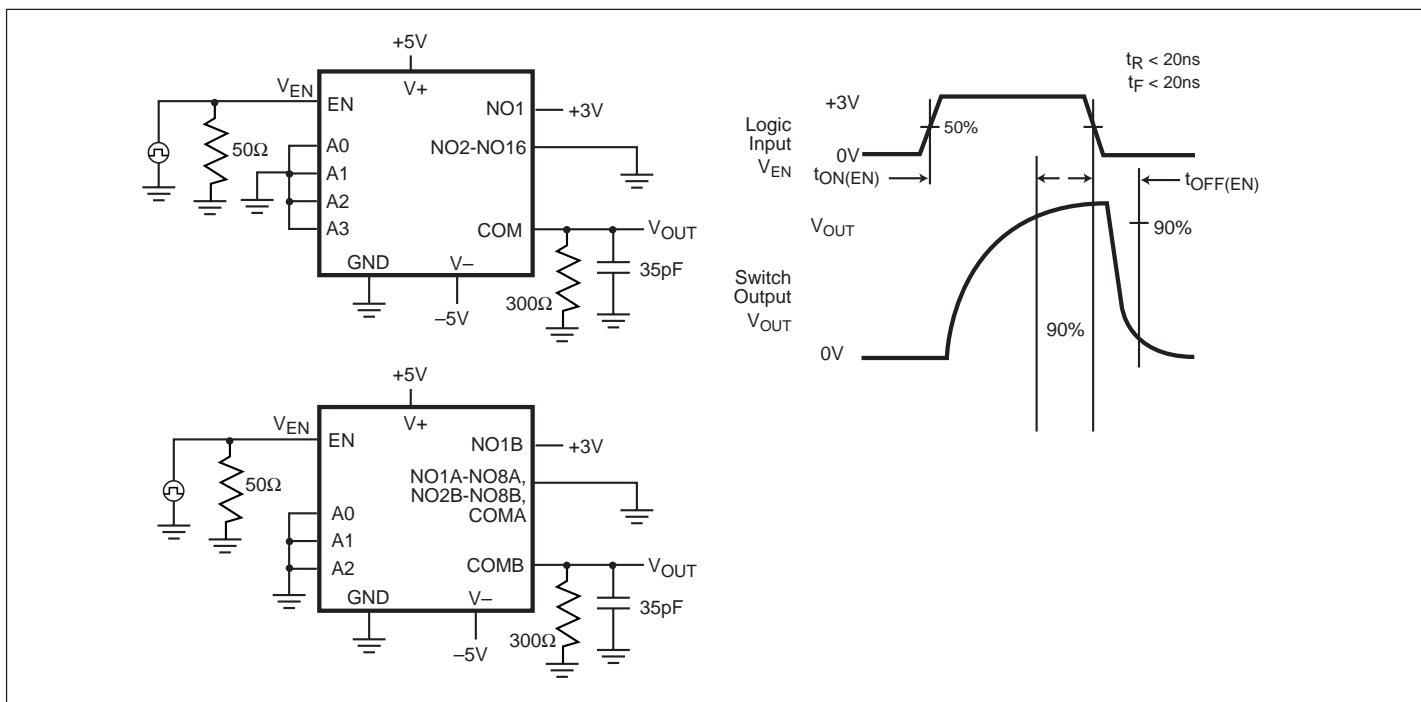 +5V
V+
VEN
EN
NO1
+3V
50Ω
A0
A1
A2
A3
NO2-NO16
COM
VOUT
GND
V–
–5V
300Ω
35pF
+5V
V+
VEN
EN
NO1B
+3V
50Ω
NO1A-NO8A,
NO2B-NO8B,
COMA
A0
A1
A2
COMB
VOUT
GND
V–
–5V
300Ω
35pF
tR < 20ns
tF < 20ns
+3V
Logic
Input
VEN
50%
0V
tON(EN)
tOFF(EN)
VOUT
90%
Switch
Output
VOUT
90%
0V